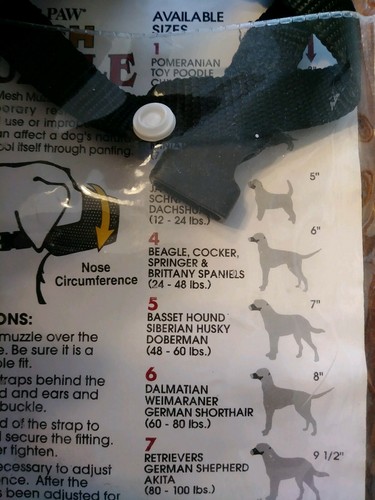 PAW
AVAILABLE
SIZES
1
POMERANIAN
TOY POODLE
Mesh
use or
an affect a dog's
ool itself through panting.
DACHSHU
(12 - 24 lbs.)
5"
4
BEAGLE, COCKER,
SPRINGER &
BRITTANY SPANIELS
(24 - 48 lbs.)
6"
Nose
Circumference
5
BASSET HOUND
SIBERIAN HUSKY
DOBERMAN
(48 - 60 lbs.)
7"
6
DALMATIAN
WEIMARANER
GERMAN SHORTHAIR
(60 - 80 lbs.)
8"
7
RETRIEVERS
GERMAN SHEPHERD
AKITA
(80 - 100 lbs.)
9 1/2"
ONS:
muzzle over the
e. Be sure it is a
le fit.
traps behind the
d and ears and
buckle.
d of the strap to
secure the fitting.
er tighten.
ecessary to adjust
ence. After the
s been adjusted for